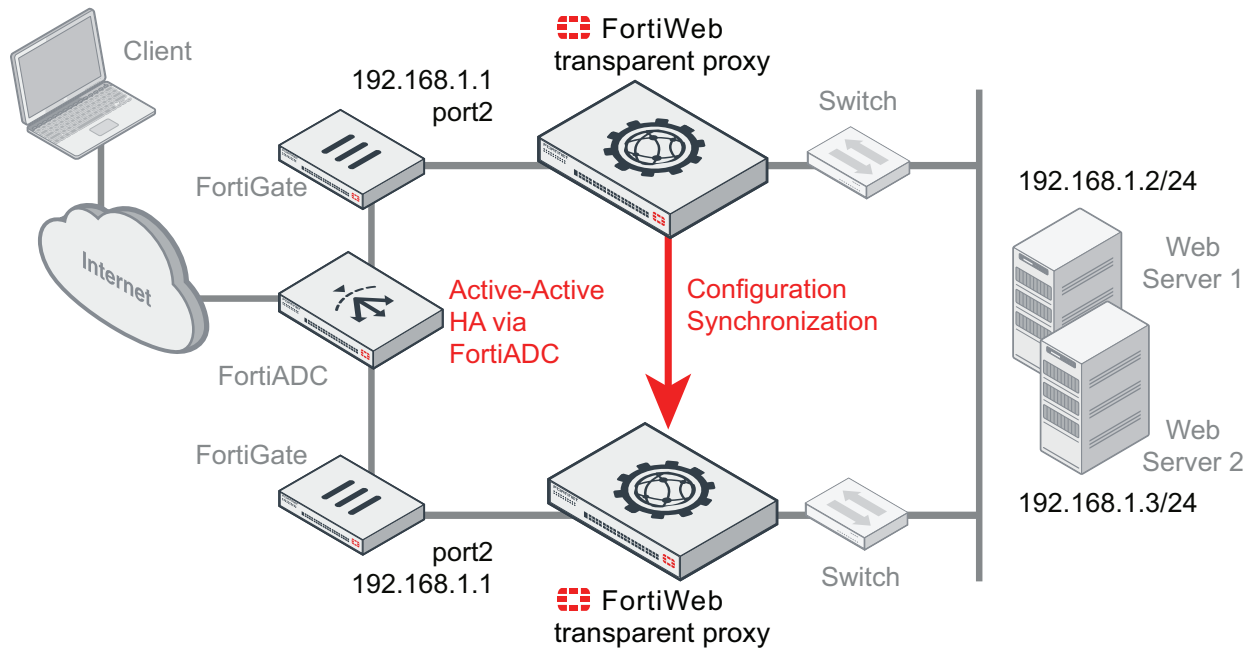 FortiWeb
transparent proxy
Client
192.168.1.1
port2
Switch
FortiGate
192.168.1.2/24
Web
Server 1
Internet
Active-Active
HA via
FortiADC
Configuration
Synchronization
FortiADC
FortiGate
Web
Server 2
192.168.1.3/24
port2
192.168.1.1
Switch
FortiWeb
transparent proxy